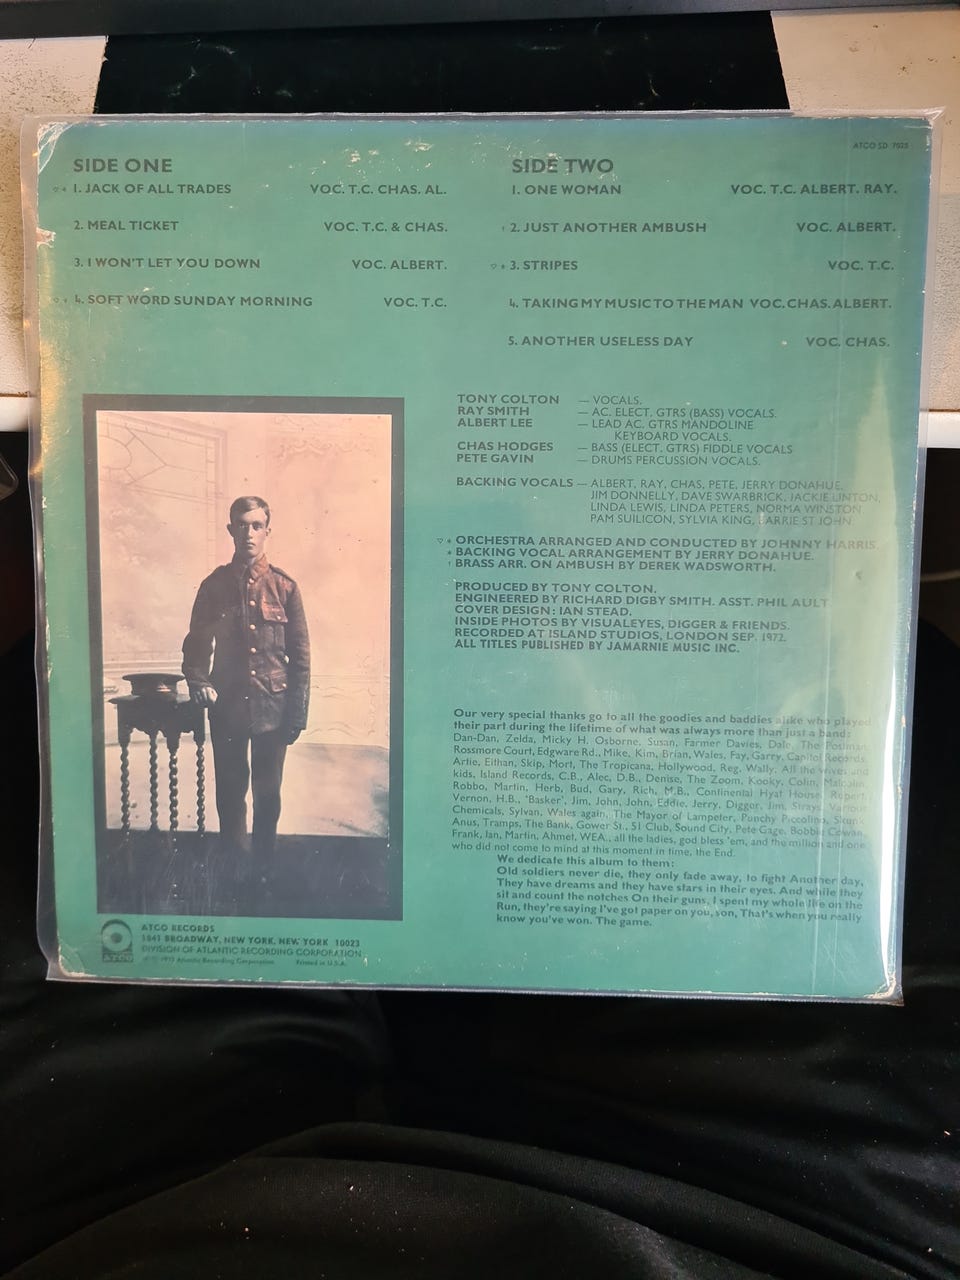 ATCO SD 7025
SIDE ONE
1. JACK OF ALL TRADES VOC. T.C. CHAS. AL.
2. MEAL TICKET VOC. T.C. & CHAS.
3. I WON'T LET YOU DOWN VOC. ALBERT.
4. SOFT WORD SUNDAY MORNING VOC. T.C.
SIDE TWO
1. ONE WOMAN VOC. T.C. ALBERT. RAY.
2. JUST ANOTHER AMBUSH VOC. ALBERT.
3. STRIPES VOC. T.C.
4. TAKING MY MUSIC TO THE MAN VOC. CHAS. ALBERT.
5. ANOTHER USELESS DAY VOC. CHAS.
TONY COLTON — VOCALS.
RAY SMITH — AC. ELECT. GTRS (BASS) VOCALS.
ALBERT LEE — LEAD AC. GTRS MANDOLINE
KEYBOARD VOCALS.
CHAS HODGES — BASS (ELECT. GTRS) FIDDLE VOCALS
PETE GAVIN — DRUMS PERCUSSION VOCALS.
BACKING VOCALS — ALBERT, RAY, CHAS, PETE, JERRY DONAHUE,
JIM DONNELLY, DAVE SWARBRICK, JACKIE LINTON,
LINDA LEWIS, LINDA PETERS, NORMA WINSTON
PAM SUILICON, SYLVIA KING, BARRIE ST JOHN
ORCHESTRA ARRANGED AND CONDUCTED BY JOHNNY HARRIS.
BACKING VOCAL ARRANGEMENT BY JERRY DONAHUE.
BRASS ARR. ON AMBUSH BY DEREK WADSWORTH.
PRODUCED BY TONY COLTON.
ENGINEERED BY RICHARD DIGBY SMITH. ASST. PHIL AULT
COVER DESIGN: IAN STEAD.
INSIDE PHOTOS BY VISUALEYES, DIGGER & FRIENDS.
RECORDED AT ISLAND STUDIOS, LONDON SEP. 1972.
ALL TITLES PUBLISHED BY JAMARNIE MUSIC INC.
Our very special thanks go to all the goodies and baddies alike who played
their part during the lifetime of what was always more than just a band:
Dan-Dan, Zelda, Micky H. Osborne, Susan, Farmer Davies, Dale, The Postman,
Rossmore Court, Edgware Rd., Mike, Kim, Brian, Wales, Fay, Garry, Capitol Records,
Artie, Eithan, Skip, Mort, The Tropicana, Hollywood, Reg, Wally, All the wives and
kids, Island Records, C.B., Alec, D.B., Denise, The Zoom, Kooky, Colin, Malcolm,
Robbo, Martin, Herb, Bud, Gary, Rich, M.B., Continental Hyat House, Rupert,
Vernon, H.B., 'Basker', Jim, John, John, Eddie, Jerry, Diggor, Jim, Strays, Various
Chemicals, Sylvan, Wales again, The Mayor of Lampeter, Punchy Piccolino, Skunk
Anus, Tramps, The Bank, Gower St., 51 Club, Sound City, Pete Gage, Bobbie Cowan,
Frank, Ian, Martin, Ahmet, WEA., all the ladies, god bless 'em, and the million and one
who did not come to mind at this moment in time, the End.
We dedicate this album to them:
Old soldiers never die, they only fade away, to fight Another day,
They have dreams and they have stars in their eyes. And while they
sit and count the notches On their guns, I spent my whole life on the
Run, they're saying I've got paper on you, son, That's when you really
know you've won. The game.
ATCO
ATCO RECORDS
1841 BROADWAY, NEW YORK, NEW YORK 10023
DIVISION OF ATLANTIC RECORDING CORPORATION
1973 Atlantic Recording Corporation Printed in U.S.A.